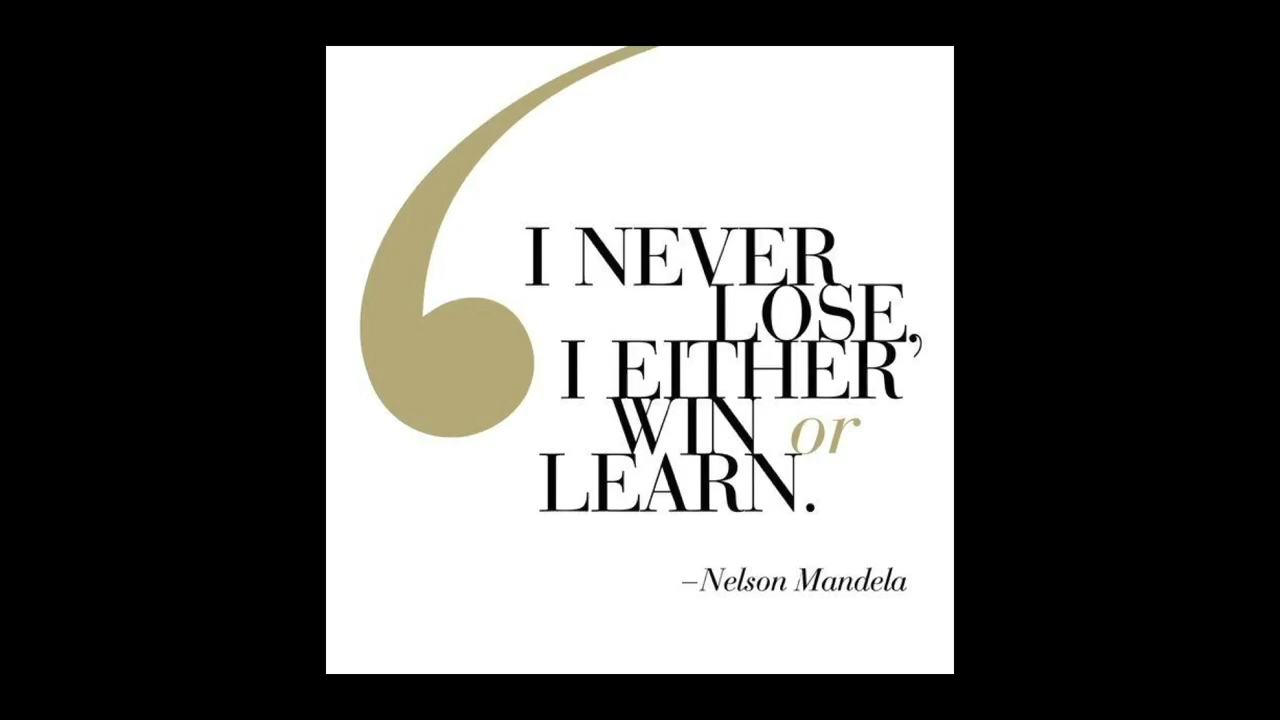 I NEVER
LOSE,
I EITHER
WIN or
LEARN.
–Nelson Mandela